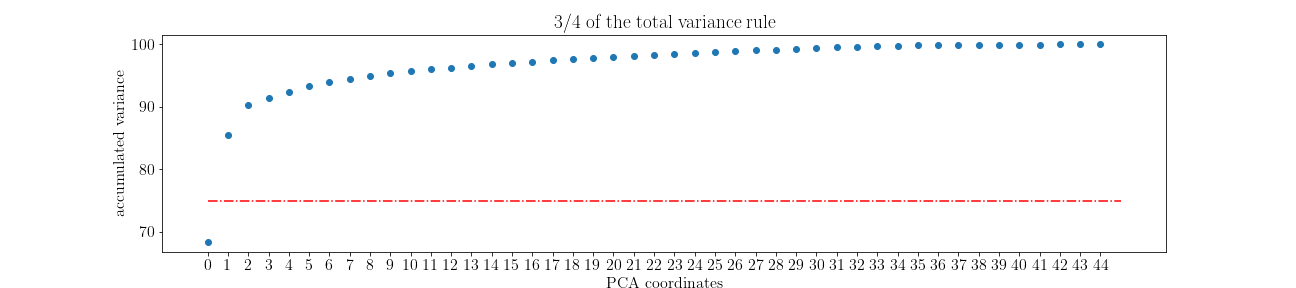 3/4 of the total variance rule
100
90
80
70
accumulated variance
0 1 2 3 4 5 6 7 8 9 10 11 12 13 14 15 16 17 18 19 20 21 22 23 24 25 26 27 28 29 30 31 32 33 34 35 36 37 38 39 40 41 42 43 44
PCA coordinates